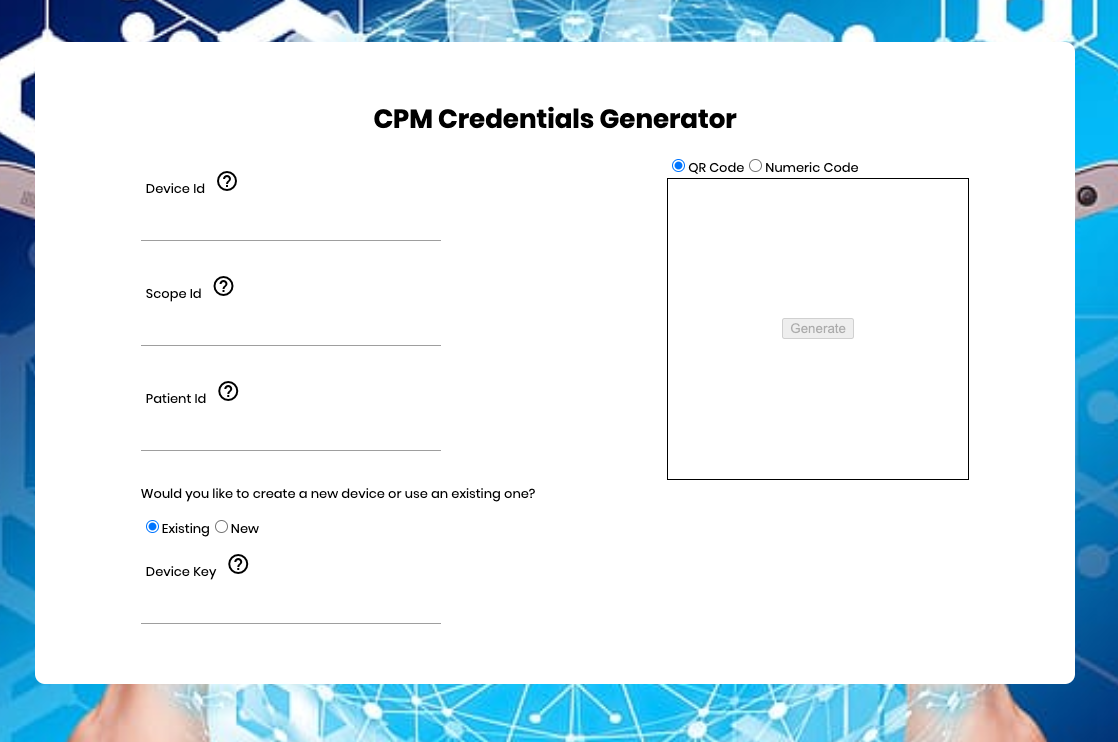 CPM Credentials Generator
Device Id
Scope Id
Patient Id
Would you like to create a new device or use an existing one?
Existing New
Device Key
QR Code Numeric Code
Generate